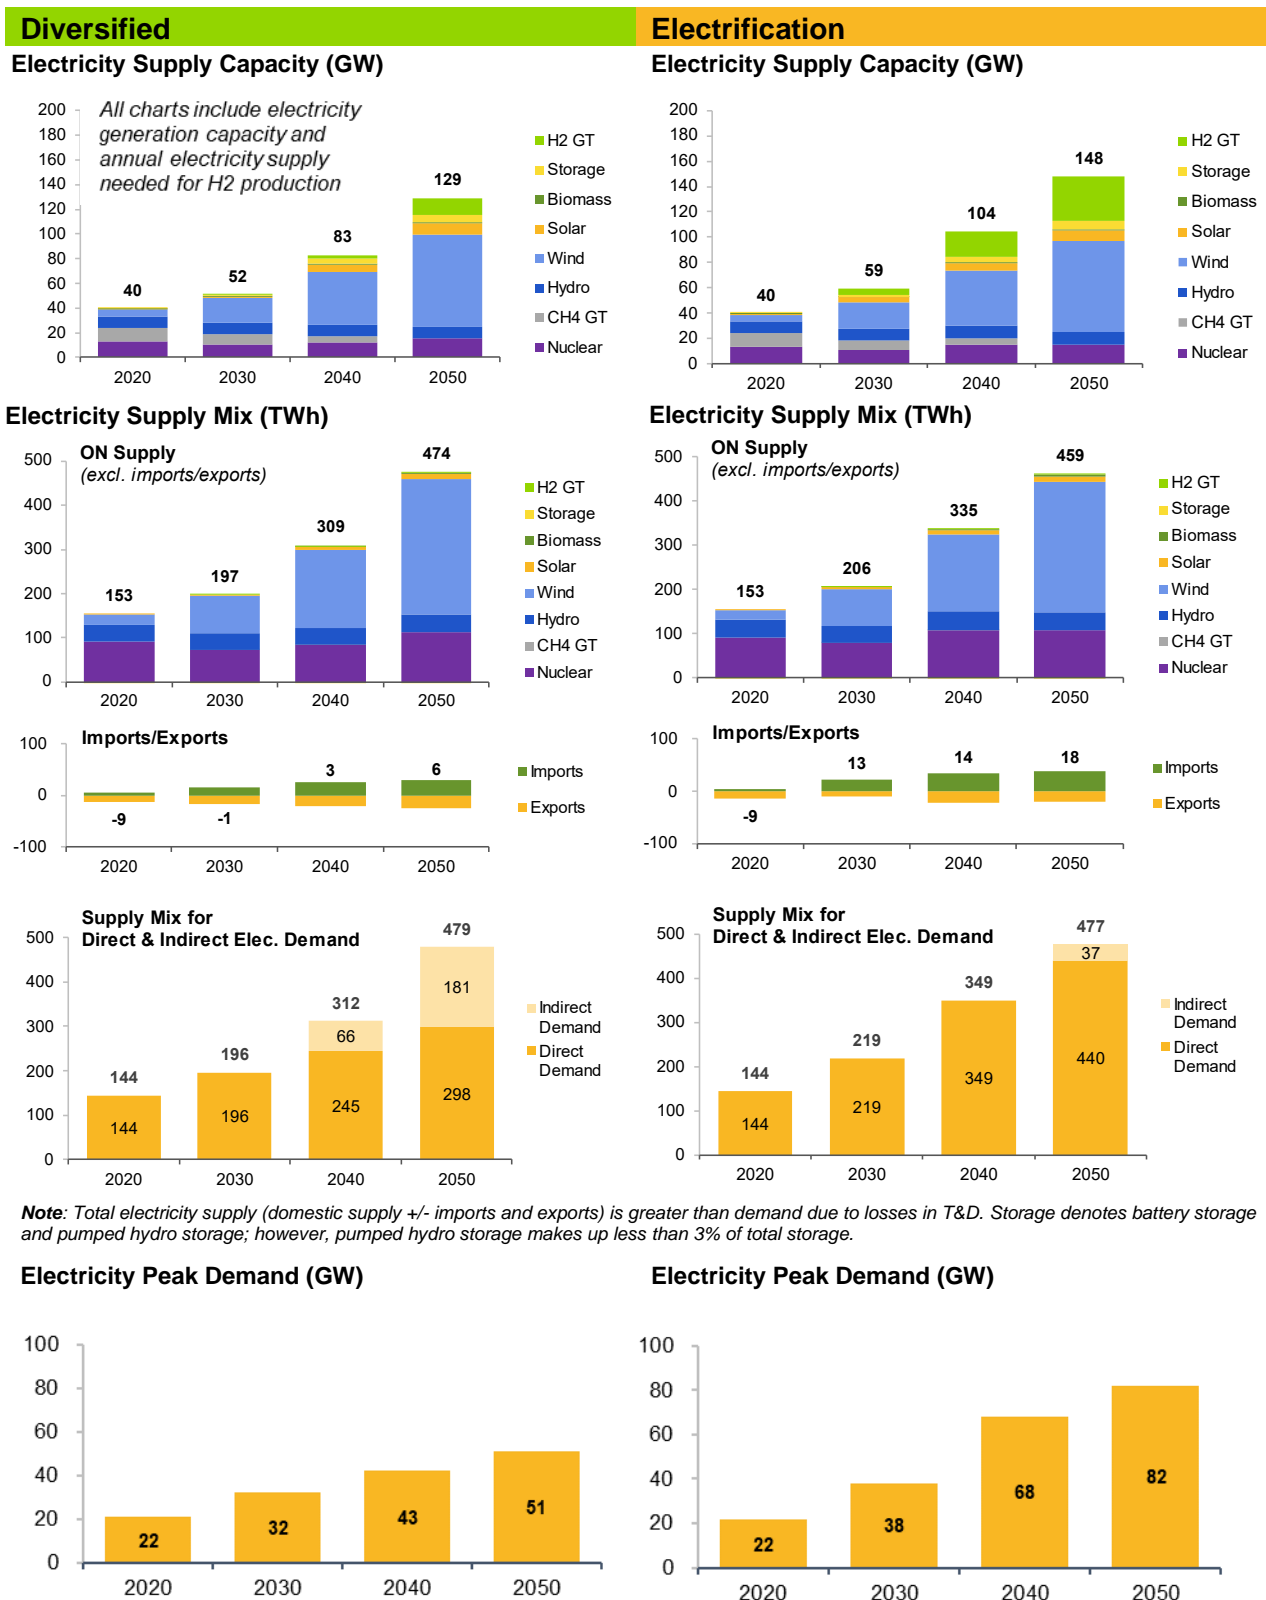 Diversified
Electrification
Electricity Supply Capacity (GW)
All charts include electricity
generation capacity and
annual electricity supply
needed for H2 production
200
180
160
140
120
100
80
60
40
20
0
40
52
83
129
2020
2030
2040
2050
H2 GT
Storage
Biomass
Solar
Wind
Hydro
CH4 GT
Nuclear
Electricity Supply Capacity (GW)
200
180
160
140
120
100
80
60
40
20
0
40
59
104
148
2020
2030
2040
2050
H2 GT
Storage
Biomass
Solar
Wind
Hydro
CH4 GT
Nuclear
Electricity Supply Mix (TWh)
ON Supply
(excl. imports/exports)
500
400
300
200
100
0
153
197
309
474
2020
2030
2040
2050
H2 GT
Storage
Biomass
Solar
Wind
Hydro
CH4 GT
Nuclear
Electricity Supply Mix (TWh)
ON Supply
(excl. imports/exports)
500
400
300
200
100
0
153
206
335
459
2020
2030
2040
2050
H2 GT
Storage
Biomass
Solar
Wind
Hydro
CH4 GT
Nuclear
Imports/Exports
100
0
-100
-9
-1
3
6
2020
2030
2040
2050
Imports
Exports
Imports/Exports
100
0
-100
-9
13
14
18
2020
2030
2040
2050
Imports
Exports
Supply Mix for
Direct & Indirect Elec. Demand
500
400
300
200
100
0
144
196
312
479
144
196
66
245
181
298
2020
2030
2040
2050
Indirect
Demand
Direct
Demand
Supply Mix for
Direct & Indirect Elec. Demand
500
400
300
200
100
0
144
219
349
477
144
219
349
37
440
2020
2030
2040
2050
Indirect
Demand
Direct
Demand
Note: Total electricity supply (domestic supply +/- imports and exports) is greater than demand due to losses in T&D. Storage denotes battery storage
and pumped hydro storage; however, pumped hydro storage makes up less than 3% of total storage.
Electricity Peak Demand (GW)
100
80
60
40
20
0
22
32
43
51
2020
2030
2040
2050
Electricity Peak Demand (GW)
100
80
60
40
20
0
22
38
68
82
2020
2030
2040
2050